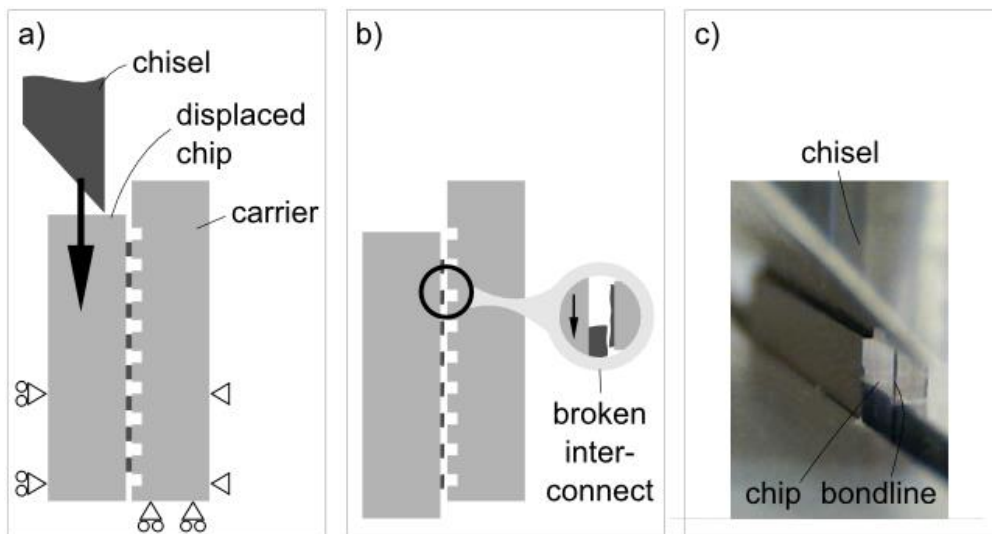 a)
chisel
displaced
chip
carrier
b)
broken
inter-
connect
c)
chisel
chip
bondline